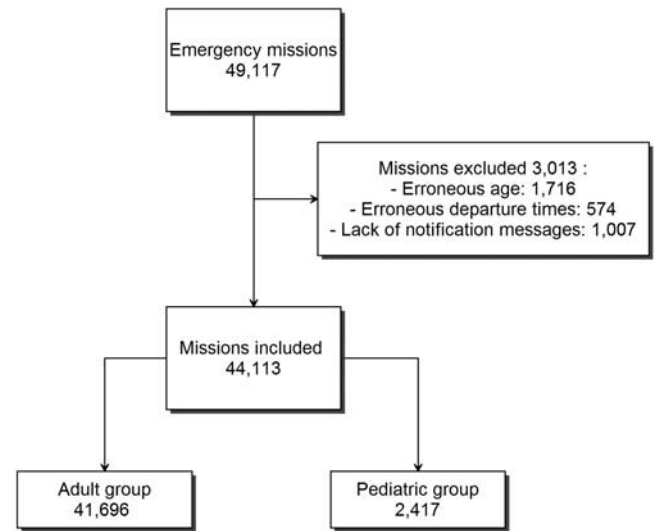 Emergency missions
49,117
Missions excluded 3,013 :
- Erroneous age: 1,716
- Erroneous departure times: 574
- Lack of notification messages: 1,007
Missions included
44,113
Adult group
41,696
Pediatric group
2,417